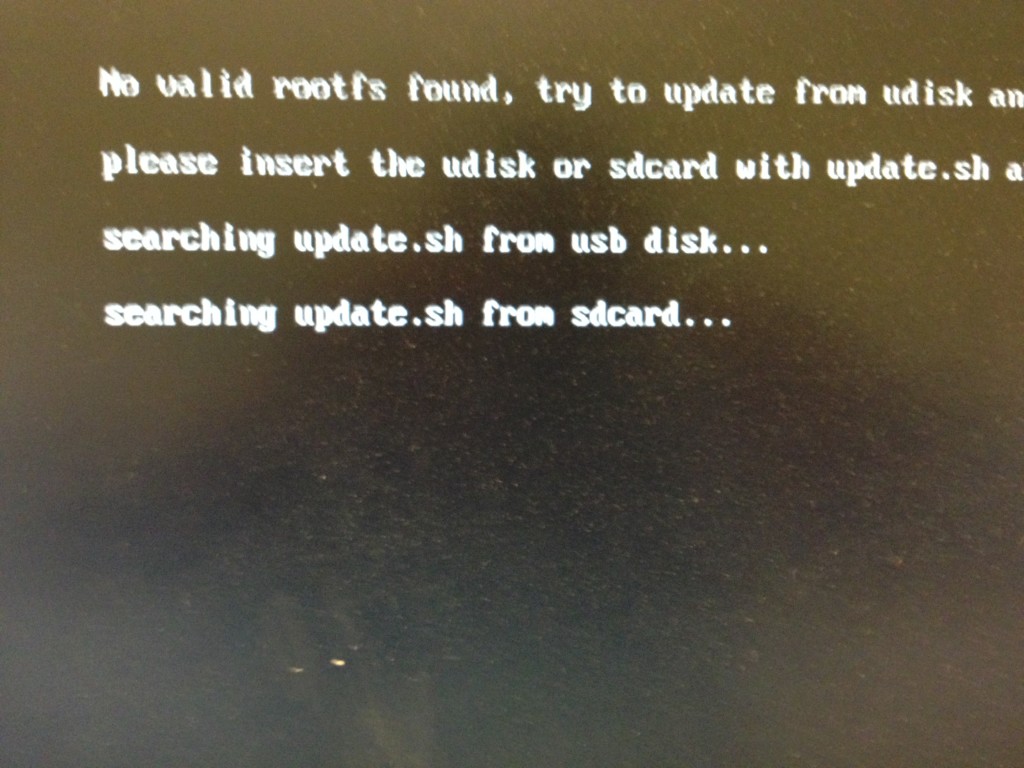 No valid rootfs found, try to update from udisk an
please insert the udisk or sdcard with update.sh a
searching update.sh from usb disk...
searching update.sh from sdcard...